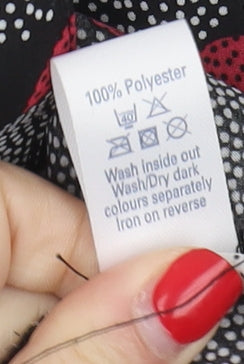 100% Polyester
40
Wash inside out
Wash/Dry dark
colours separately
Iron on reverse